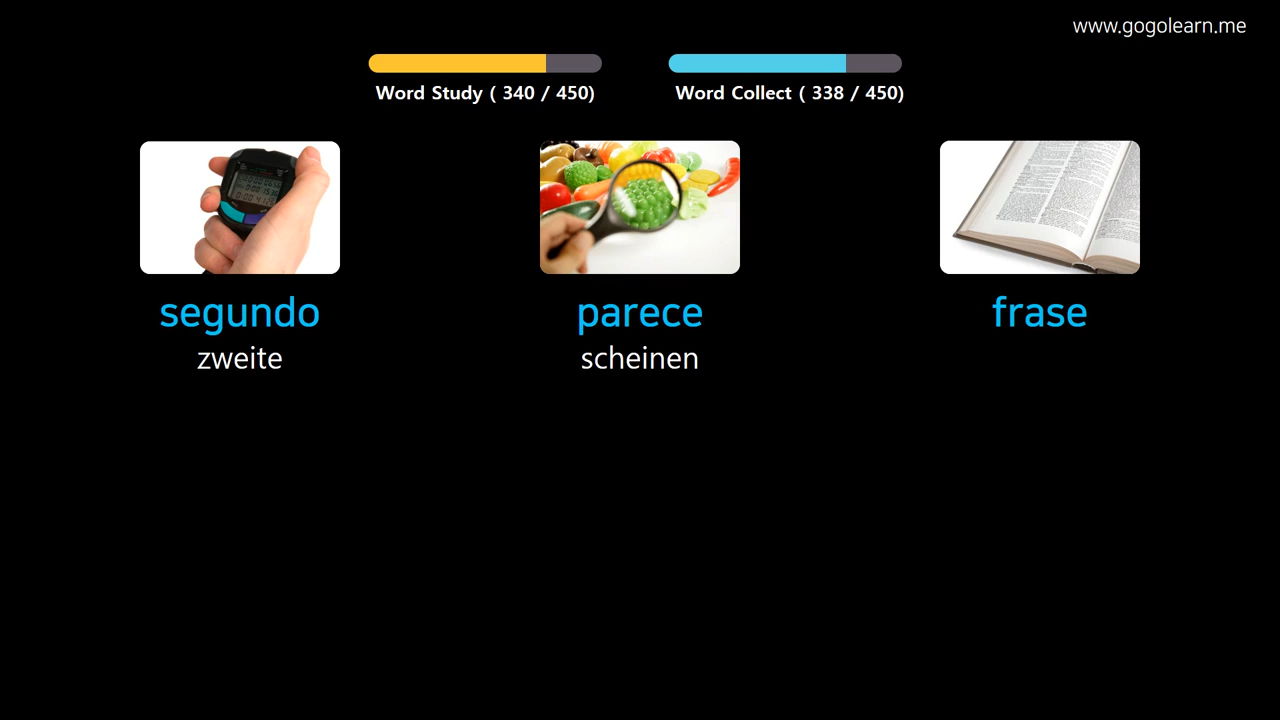 www.gogolearn.me
Word Study ( 340 / 450)
Word Collect ( 338 / 450)
segundo
zweite
parece
scheinen
frase